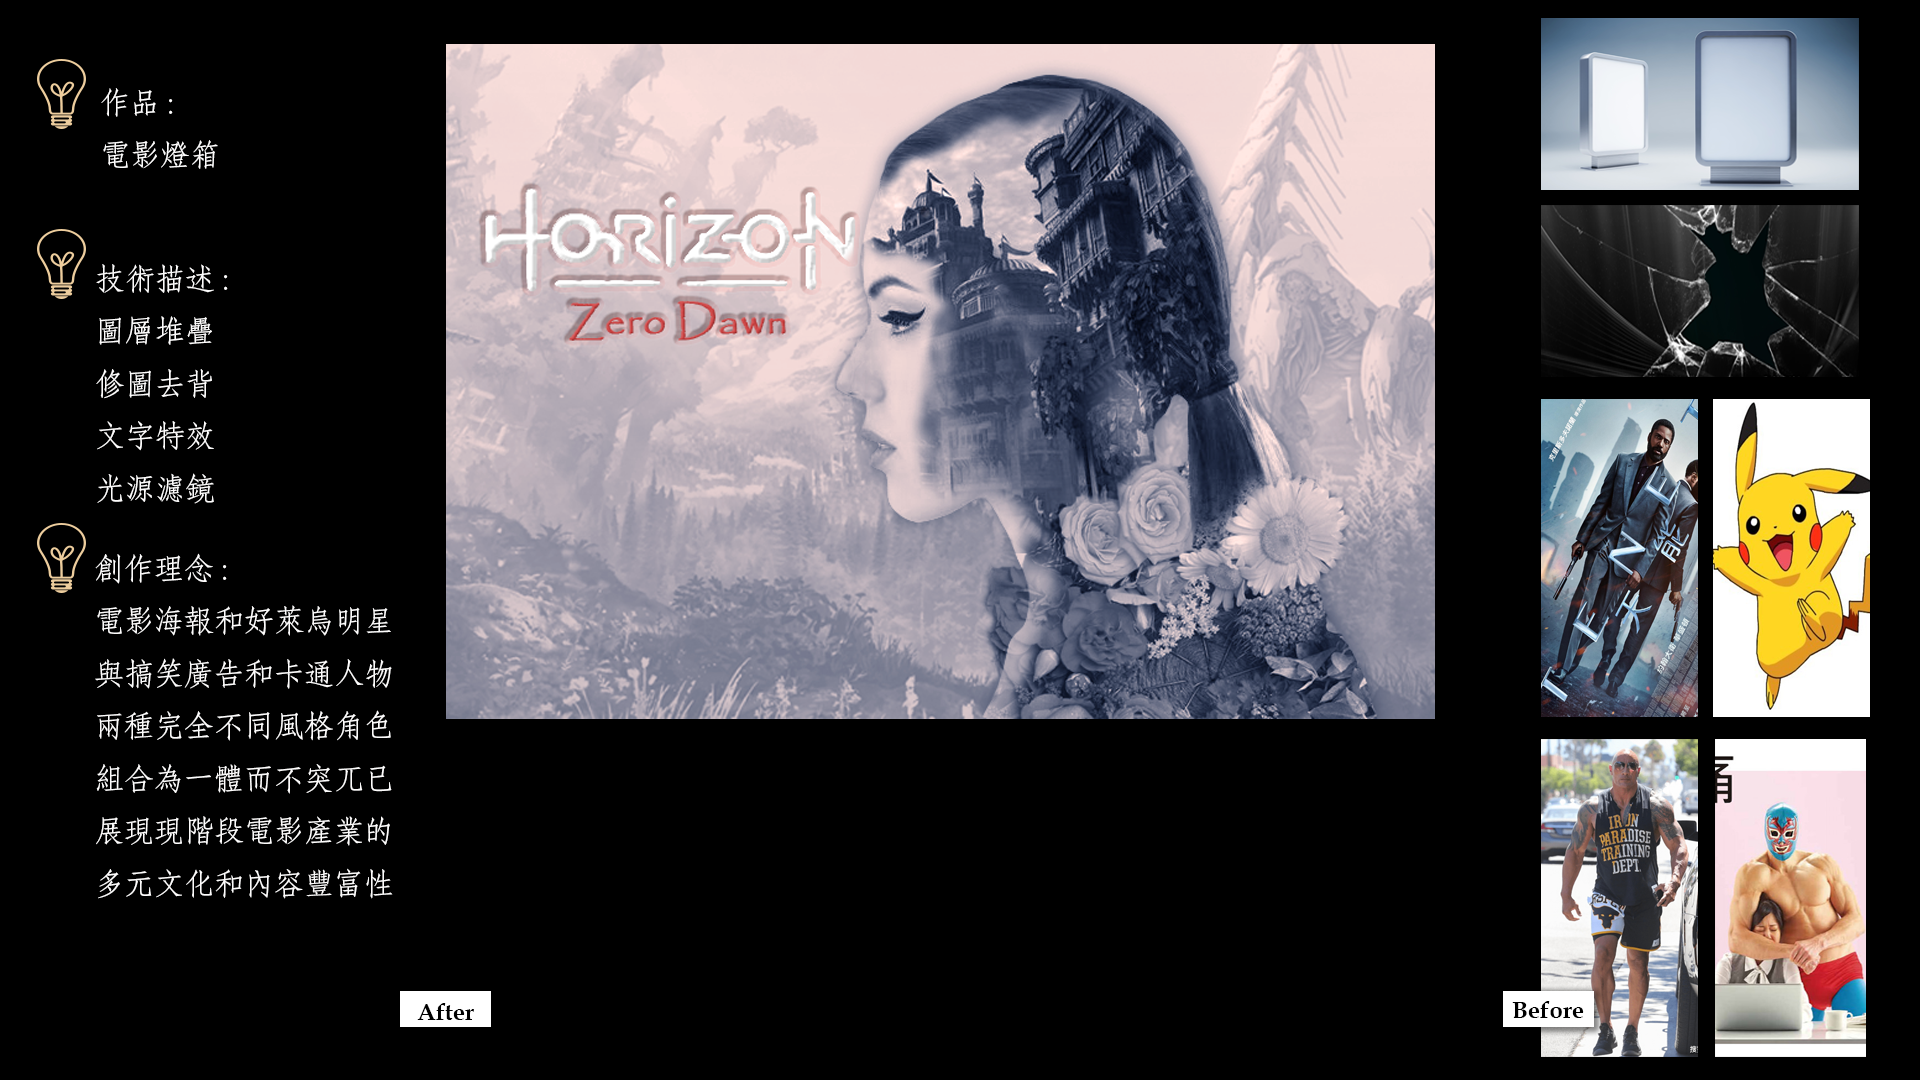 作品 :
電影燈箱
技術描述 :
圖層堆疊
修圖去背
文字特效
光源濾鏡
創作理念 :
電影海報和好萊烏明星
與搞笑廣告和卡通人物
兩種完全不同風格角色
組合為一體而不突兀已
展現現階段電影產業的
多元文化和內容豐富性
HORiZON
Zero Dawn
After
TENET
天能
IRON
PARADISE
TRAINING
DEPT.
痛
Before